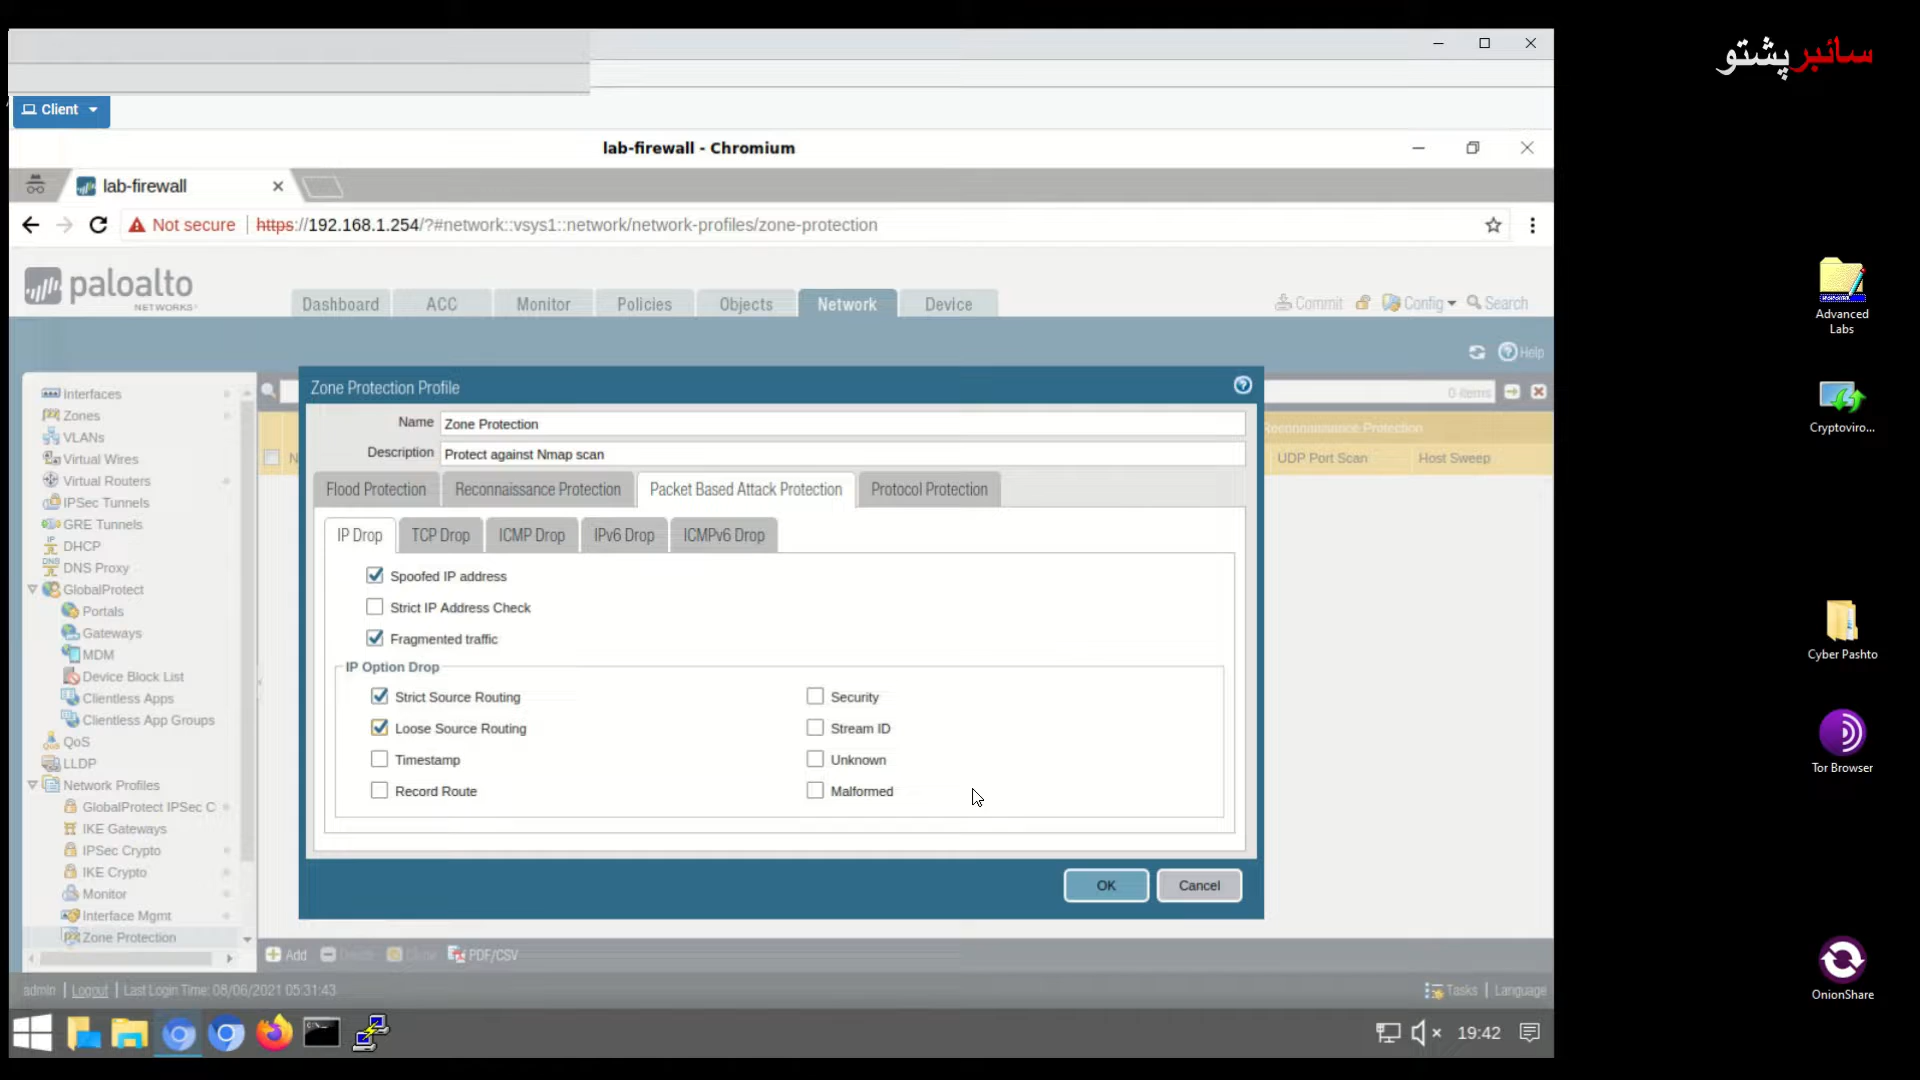 سائبر پشتو
Client
lab-firewall - Chromium
lab-firewall
Not secure https://192.168.1.254/?#network::vsys1::network/network-profiles/zone-protection
paloalto
NETWORKS
Dashboard ACC Monitor Policies Objects Network Device
Commit Config Search
Help
Interfaces
Zones
VLANs
Virtual Wires
Virtual Routers
IPSec Tunnels
GRE Tunnels
DHCP
DNS Proxy
GlobalProtect
Portals
Gateways
MDM
Device Block List
Clientless Apps
Clientless App Groups
QoS
LLDP
Network Profiles
GlobalProtect IPSec C
IKE Gateways
IPSec Crypto
IKE Crypto
Monitor
Interface Mgmt
Zone Protection
0 items
Reconnaissance Protection
UDP Port Scan Host Sweep
Zone Protection Profile
Name Zone Protection
Description Protect against Nmap scan
Flood Protection Reconnaissance Protection Packet Based Attack Protection Protocol Protection
IP Drop TCP Drop ICMP Drop IPv6 Drop ICMPv6 Drop
Spoofed IP address
Strict IP Address Check
Fragmented traffic
IP Option Drop
Strict Source Routing Security
Loose Source Routing Stream ID
Timestamp Unknown
Record Route Malformed
OK Cancel
Add PDF/CSV
admin | Logout | Last Login Time: 08/06/2021 05:31:43
Tasks | Language
19:42
Advanced
Labs
Cryptoviro...
Cyber Pashto
Tor Browser
OnionShare